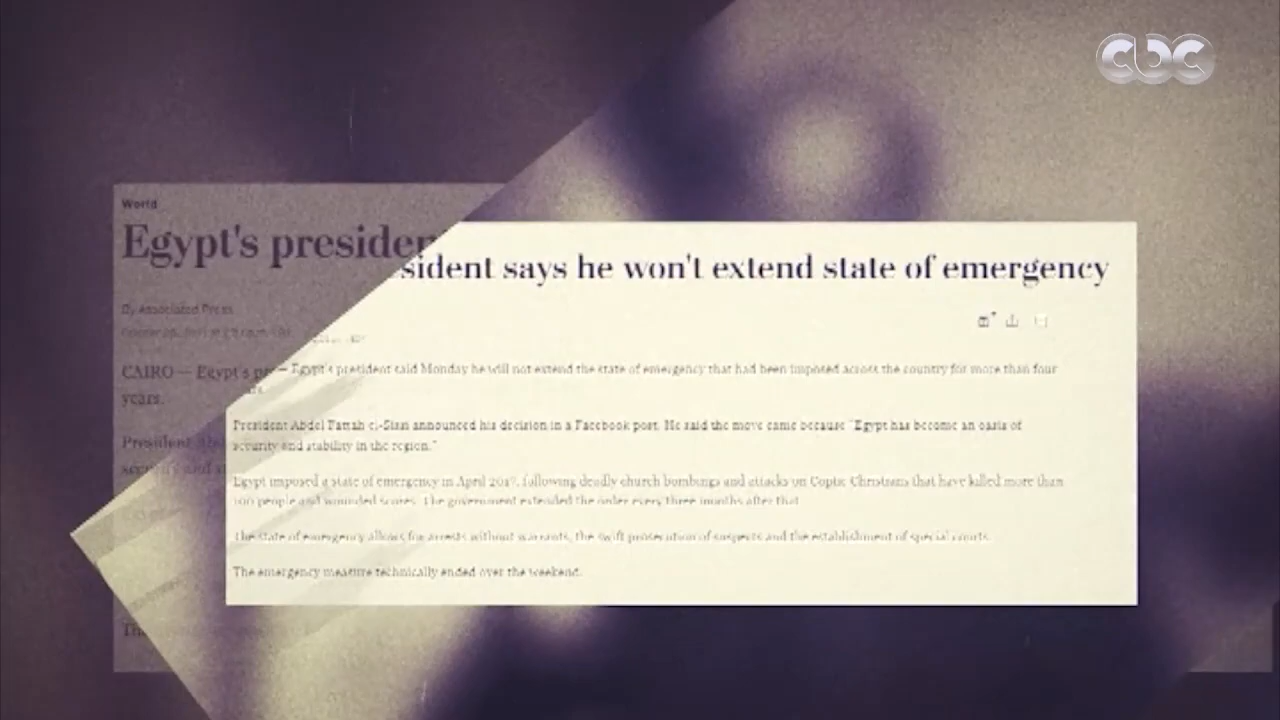 cbc
World
Egypt's presiden
sident says he won't extend state of emergency
By Associated Press
CAIRO — Egypt's pr
— Egypt's president said Monday he will not extend the state of emergency that had been imposed across the country for more than four
years.
President
President Abdel Fattah el-Sissi announced his decision in a Facebook post. He said the move came because "Egypt has become an oasis of
security and stability in the region."
Egypt imposed a state of emergency in April 2017, following deadly church bombings and attacks on Coptic Christians that have killed more than
100 people and wounded scores. The government extended the order every three months after that.
The state of emergency allows for arrests without warrants, the swift prosecution of suspects and the establishment of special courts.
The emergency measure technically ended over the weekend.